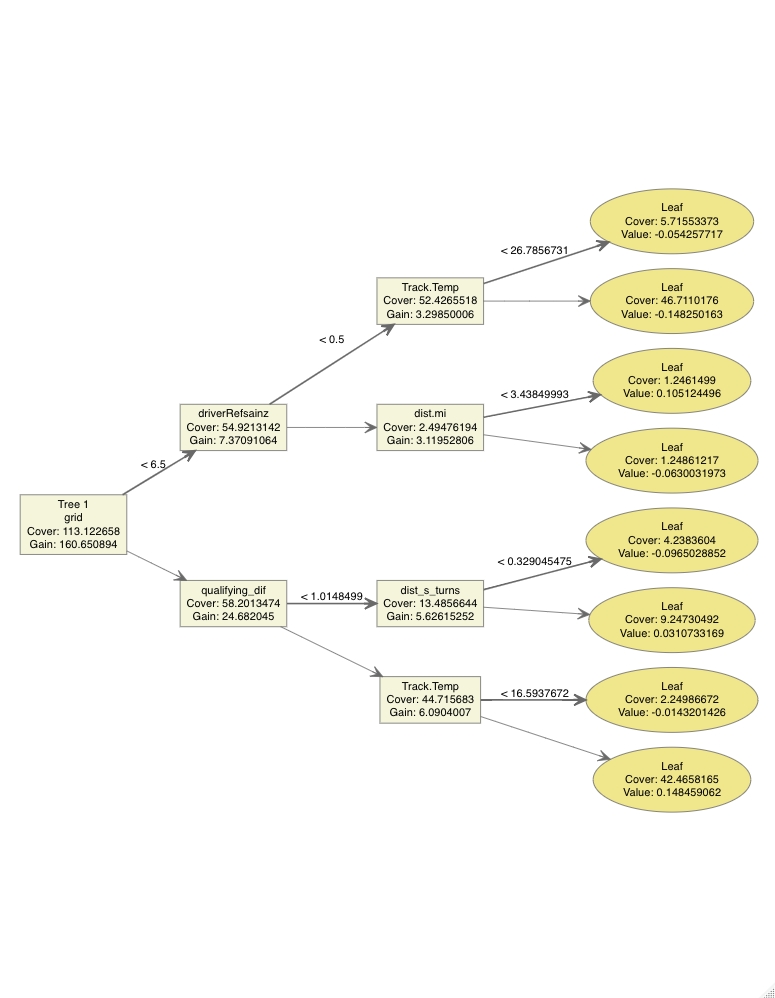 Leaf
Cover: 5.71553373
Value: -0.054257717
< 26.7856731
Track.Temp
Cover: 52.4265518
Gain: 3.29850006
Leaf
Cover: 46.7110176
Value: -0.148250163
< 0.5
Leaf
Cover: 1.2461499
Value: 0.105124496
< 3.43849993
driverRefsainz
Cover: 54.9213142
Gain: 7.37091064
dist.mi
Cover: 2.49476194
Gain: 3.11952806
Leaf
Cover: 1.24861217
Value: -0.0630031973
< 6.5
Tree 1
grid
Cover: 113.122658
Gain: 160.650894
Leaf
Cover: 4.2383604
Value: -0.0965028852
< 0.329045475
qualifying_dif
Cover: 58.2013474
Gain: 24.682045
< 1.0148499
dist_s_turns
Cover: 13.4856644
Gain: 5.62615252
Leaf
Cover: 9.24730492
Value: 0.0310733169
Track.Temp
Cover: 44.715683
Gain: 6.0904007
< 16.5937672
Leaf
Cover: 2.24986672
Value: -0.0143201426
Leaf
Cover: 42.4658165
Value: 0.148459062